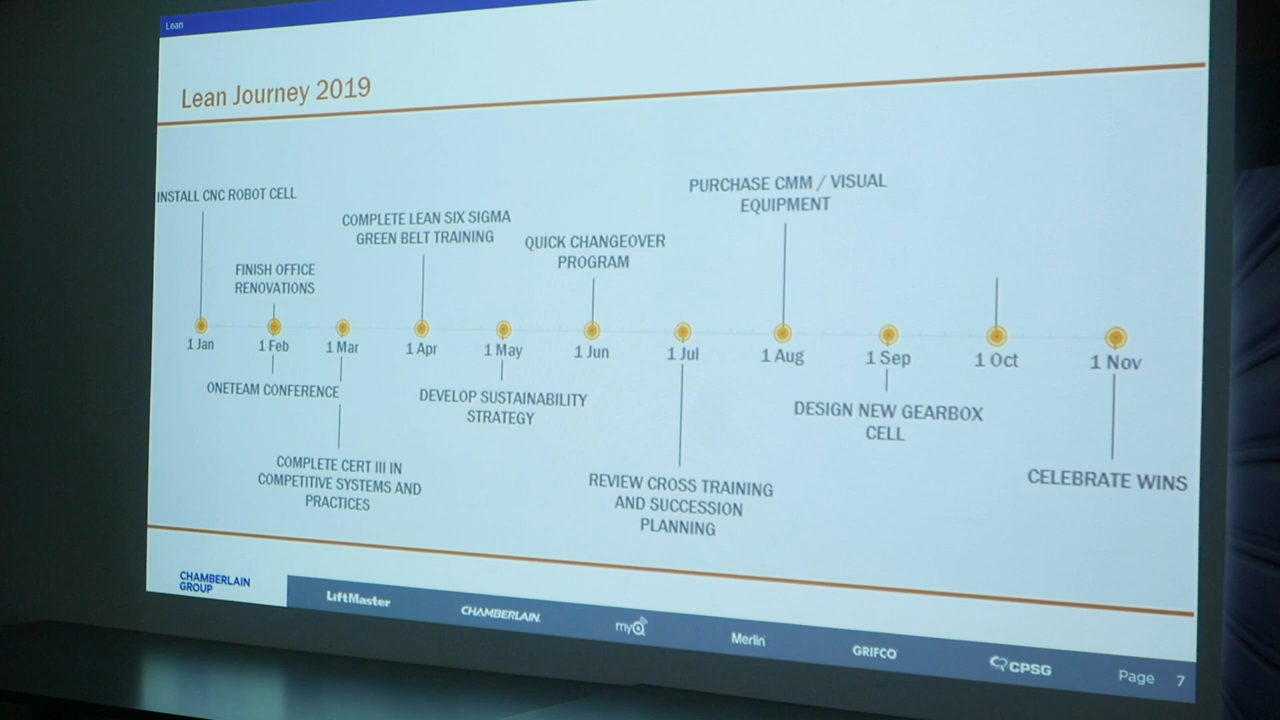 Lean
Lean Journey 2019
INSTALL CNC ROBOT CELL
FINISH OFFICE
RENOVATIONS
COMPLETE LEAN SIX SIGMA
GREEN BELT TRAINING
QUICK CHANGEOVER
PROGRAM
PURCHASE CMM / VISUAL
EQUIPMENT
1 Jan
1 Feb
1 Mar
1 Apr
1 May
1 Jun
1 Jul
1 Aug
1 Sep
1 Oct
1 Nov
ONETEAM CONFERENCE
COMPLETE CERT III IN
COMPETITIVE SYSTEMS AND
PRACTICES
DEVELOP SUSTAINABILITY
STRATEGY
REVIEW CROSS TRAINING
AND SUCCESSION
PLANNING
DESIGN NEW GEARBOX
CELL
CELEBRATE WINS
CHAMBERLAIN
GROUP
LiftMaster
CHAMBERLAIN
myQ
Merlin
GRIFCO
CPSG
Page 7